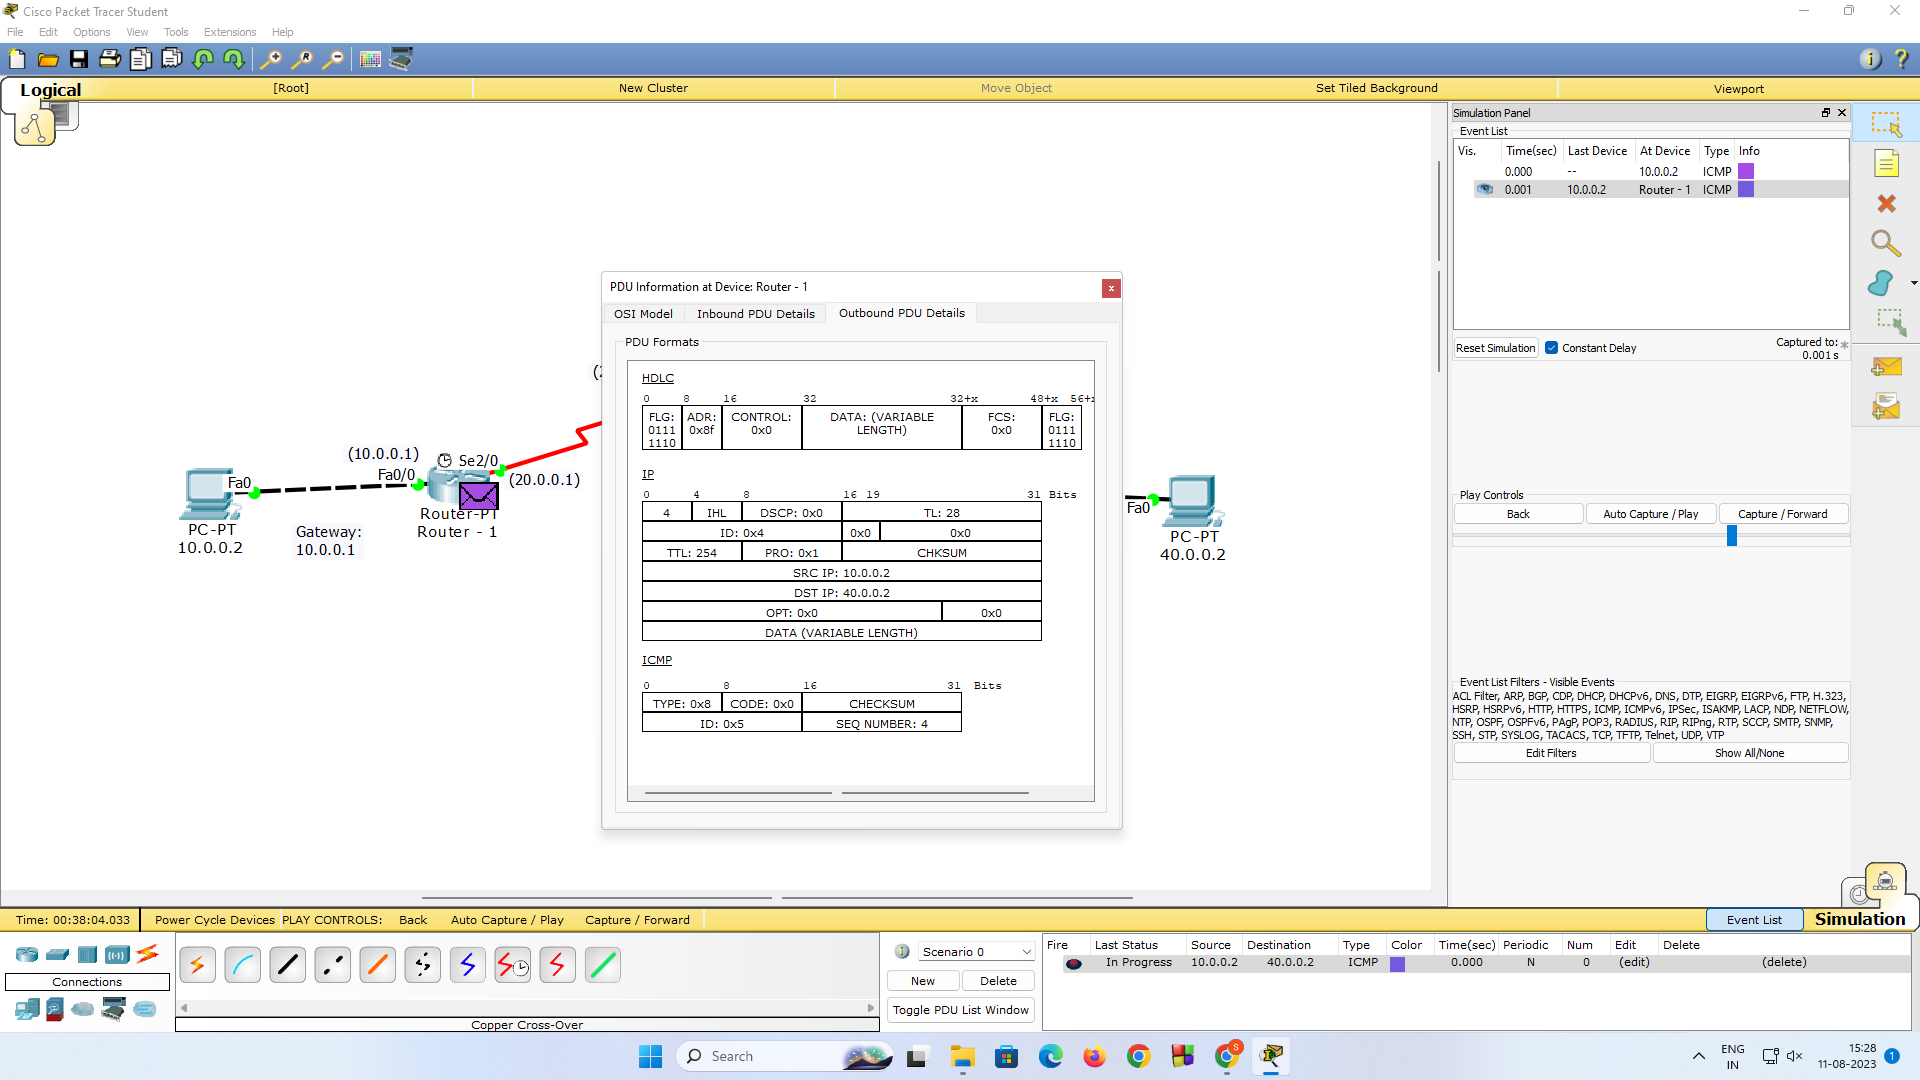 Cisco Packet Tracer Student
File Edit Options View Tools Extensions Help
Logical [Root] New Cluster Move Object Set Tiled Background Viewport
Simulation Panel
Event List
Vis. Time(sec) Last Device At Device Type Info
0.000 -- 10.0.0.2 ICMP
0.001 10.0.0.2 Router - 1 ICMP
Reset Simulation Constant Delay Captured to: *
0.001 s
Play Controls
Back Auto Capture / Play Capture / Forward
Event List Filters - Visible Events
ACL Filter, ARP, BGP, CDP, DHCP, DHCPv6, DNS, DTP, EIGRP, EIGRPv6, FTP, H.323,
HSRP, HSRPv6, HTTP, HTTPS, ICMP, ICMPv6, IPSec, ISAKMP, LACP, NDP, NETFLOW,
NTP, OSPF, OSPFv6, PAgP, POP3, RADIUS, RIP, RIPng, RTP, SCCP, SMTP, SNMP,
SSH, STP, SYSLOG, TACACS, TCP, TFTP, Telnet, UDP, VTP
Edit Filters Show All/None
(10.0.0.1)
Fa0/0
Se2/0
(20.0.0.1)
Fa0
PC-PT
10.0.0.2
Gateway:
10.0.0.1
Router-PT
Router - 1
(2
Fa0
PC-PT
40.0.0.2
PDU Information at Device: Router - 1 x
OSI Model Inbound PDU Details Outbound PDU Details
PDU Formats
HDLC
0 8 16 32 32+x 48+x 56+x
FLG: 0111 1110 ADR: 0x8f CONTROL: 0x0 DATA: (VARIABLE LENGTH) FCS: 0x0 FLG: 0111 1110
IP
0 4 8 16 19 31 Bits
4 IHL DSCP: 0x0 TL: 28
ID: 0x4 0x0 0x0
TTL: 254 PRO: 0x1 CHKSUM
SRC IP: 10.0.0.2
DST IP: 40.0.0.2
OPT: 0x0 0x0
DATA (VARIABLE LENGTH)
ICMP
0 8 16 31 Bits
TYPE: 0x8 CODE: 0x0 CHECKSUM
ID: 0x5 SEQ NUMBER: 4
Time: 00:38:04.033 Power Cycle Devices PLAY CONTROLS: Back Auto Capture / Play Capture / Forward Event List Simulation
Connections
Copper Cross-Over
Scenario 0
New Delete
Toggle PDU List Window
Fire Last Status Source Destination Type Color Time(sec) Periodic Num Edit Delete
In Progress 10.0.0.2 40.0.0.2 ICMP 0.000 N 0 (edit) (delete)
Search
S
ENG
IN
15:28
11-08-2023
1